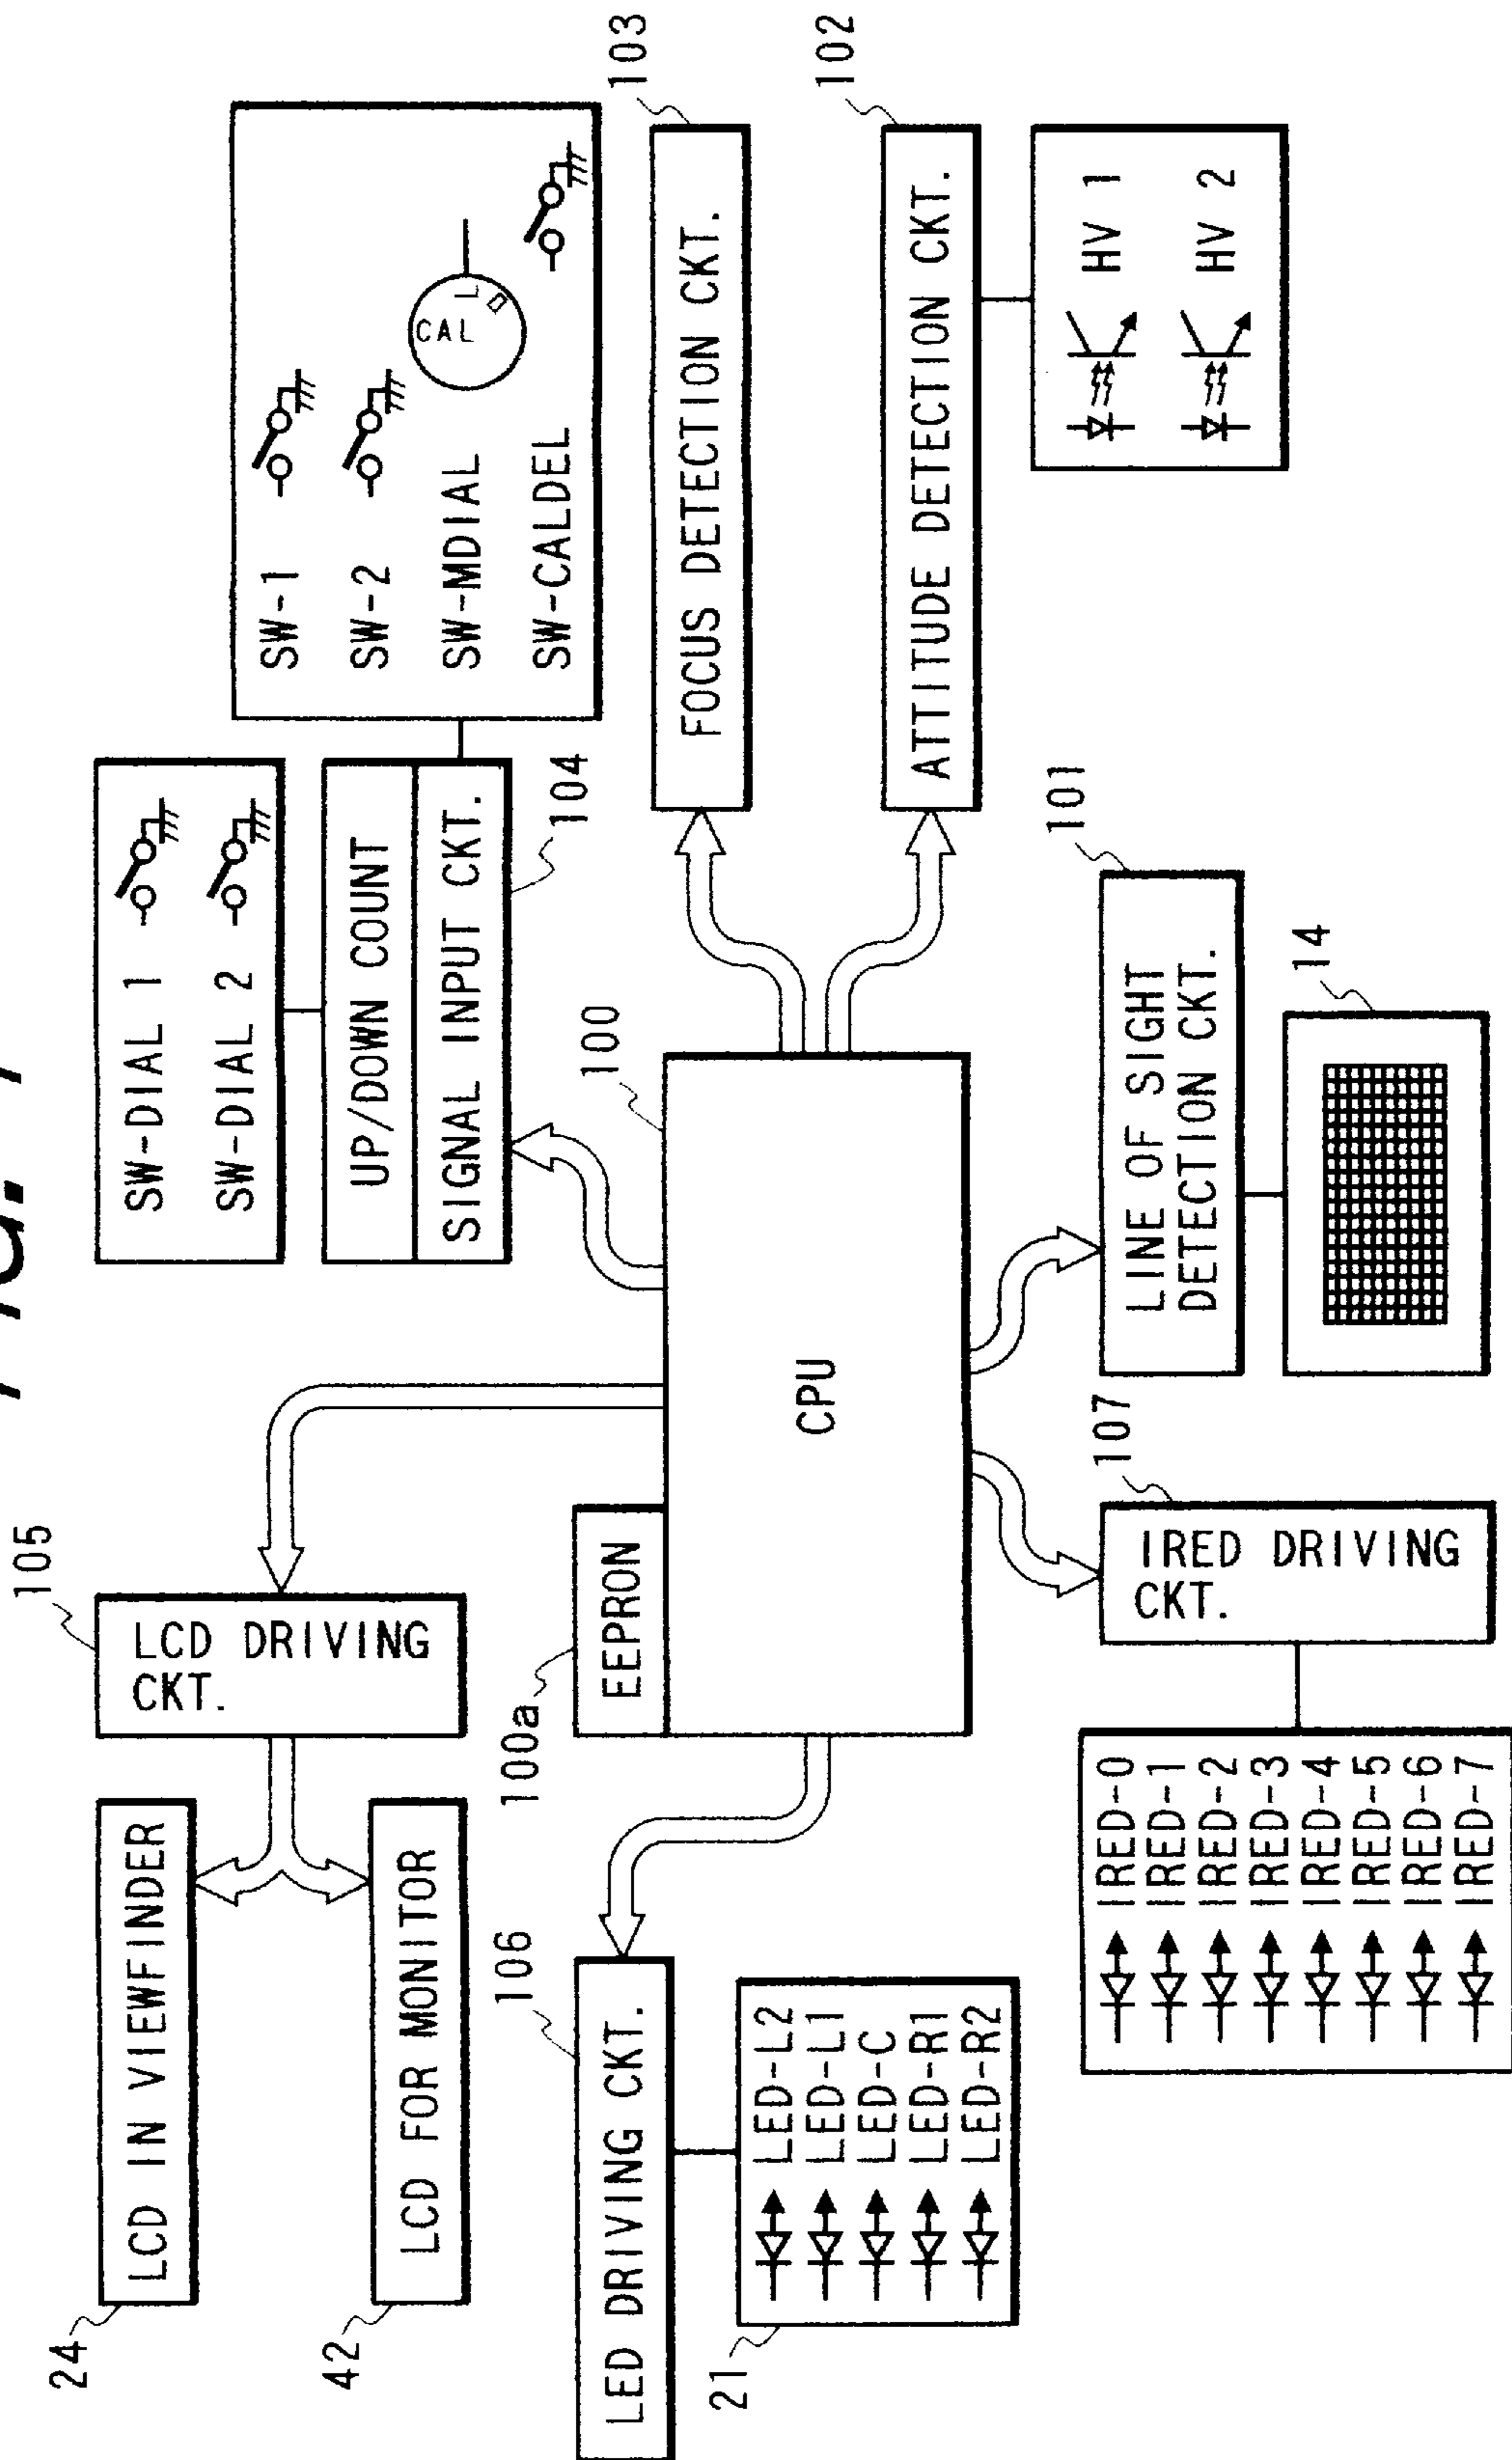 105
24
LCD IN VIEWFINDER
42
LCD FOR MONITOR
LCD DRIVING
CKT.
SW-DIAL 1
SW-DIAL 2
UP/DOWN COUNT
SIGNAL INPUT CKT.
104
SW-1
SW-2
SW-MDIAL
CAL
L
SW-CALDEL
100a
EEPRON
100
CPU
106
LED DRIVING CKT.
21
LED-L2
LED-L1
LED-C
LED-R1
LED-R2
103
FOCUS DETECTION CKT.
102
ATTITUDE DETECTION CKT.
HV 1
HV 2
107
IRED DRIVING
CKT.
IRED-0
IRED-1
IRED-2
IRED-3
IRED-4
IRED-5
IRED-6
IRED-7
101
LINE OF SIGHT
DETECTION CKT.
14